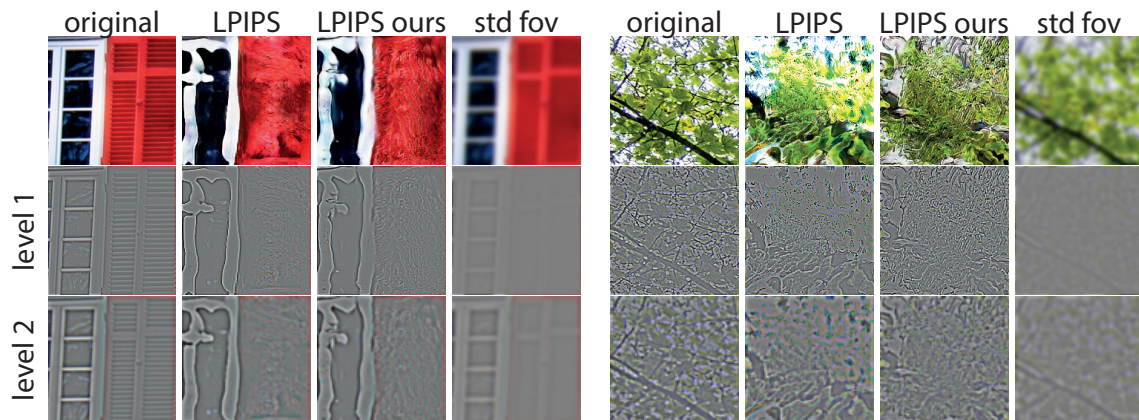 original LPIPS LPIPS ours std fov original LPIPS LPIPS ours std fov
level 1
level 2